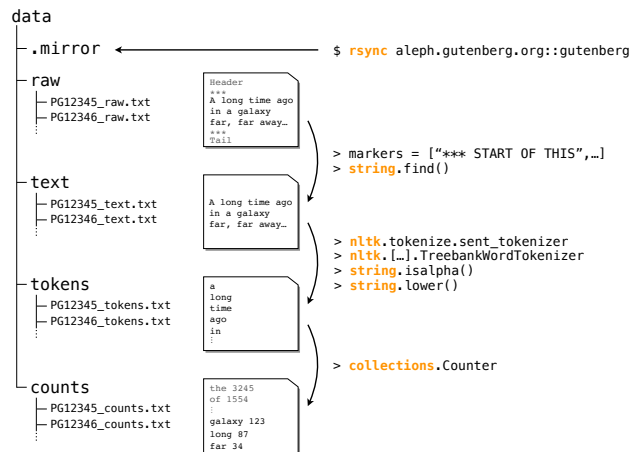 data
.mirror
$ rsync aleph.gutenberg.org::gutenberg
raw
PG12345_raw.txt
PG12346_raw.txt
⋮
Header
***
A long time ago
in a galaxy
far, far away…
***
Tail
> markers = [“*** START OF THIS”,…]
> string.find()
text
PG12345_text.txt
PG12346_text.txt
⋮
A long time ago
in a galaxy
far, far away…
> nltk.tokenize.sent_tokenizer
> nltk.[…].TreebankWordTokenizer
> string.isalpha()
> string.lower()
tokens
PG12345_tokens.txt
PG12346_tokens.txt
⋮
a
long
time
ago
in
⋮
> collections.Counter
counts
PG12345_counts.txt
PG12346_counts.txt
⋮
the 3245
of 1554
⋮
galaxy 123
long 87
far 34